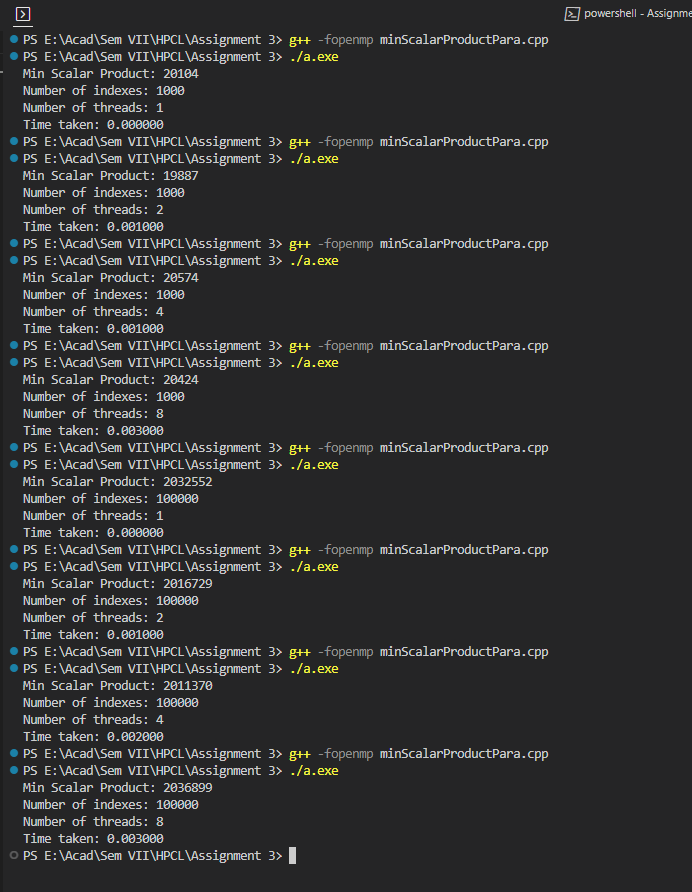 powershell - Assignme
PS E:\Acad\Sem VII\HPCL\Assignment 3> g++ -fopenmp minScalarProductPara.cpp
PS E:\Acad\Sem VII\HPCL\Assignment 3> ./a.exe
Min Scalar Product: 20104
Number of indexes: 1000
Number of threads: 1
Time taken: 0.000000
PS E:\Acad\Sem VII\HPCL\Assignment 3> g++ -fopenmp minScalarProductPara.cpp
PS E:\Acad\Sem VII\HPCL\Assignment 3> ./a.exe
Min Scalar Product: 19887
Number of indexes: 1000
Number of threads: 2
Time taken: 0.001000
PS E:\Acad\Sem VII\HPCL\Assignment 3> g++ -fopenmp minScalarProductPara.cpp
PS E:\Acad\Sem VII\HPCL\Assignment 3> ./a.exe
Min Scalar Product: 20574
Number of indexes: 1000
Number of threads: 4
Time taken: 0.001000
PS E:\Acad\Sem VII\HPCL\Assignment 3> g++ -fopenmp minScalarProductPara.cpp
PS E:\Acad\Sem VII\HPCL\Assignment 3> ./a.exe
Min Scalar Product: 20424
Number of indexes: 1000
Number of threads: 8
Time taken: 0.003000
PS E:\Acad\Sem VII\HPCL\Assignment 3> g++ -fopenmp minScalarProductPara.cpp
PS E:\Acad\Sem VII\HPCL\Assignment 3> ./a.exe
Min Scalar Product: 2032552
Number of indexes: 100000
Number of threads: 1
Time taken: 0.000000
PS E:\Acad\Sem VII\HPCL\Assignment 3> g++ -fopenmp minScalarProductPara.cpp
PS E:\Acad\Sem VII\HPCL\Assignment 3> ./a.exe
Min Scalar Product: 2016729
Number of indexes: 100000
Number of threads: 2
Time taken: 0.001000
PS E:\Acad\Sem VII\HPCL\Assignment 3> g++ -fopenmp minScalarProductPara.cpp
PS E:\Acad\Sem VII\HPCL\Assignment 3> ./a.exe
Min Scalar Product: 2011370
Number of indexes: 100000
Number of threads: 4
Time taken: 0.002000
PS E:\Acad\Sem VII\HPCL\Assignment 3> g++ -fopenmp minScalarProductPara.cpp
PS E:\Acad\Sem VII\HPCL\Assignment 3> ./a.exe
Min Scalar Product: 2036899
Number of indexes: 100000
Number of threads: 8
Time taken: 0.003000
PS E:\Acad\Sem VII\HPCL\Assignment 3>